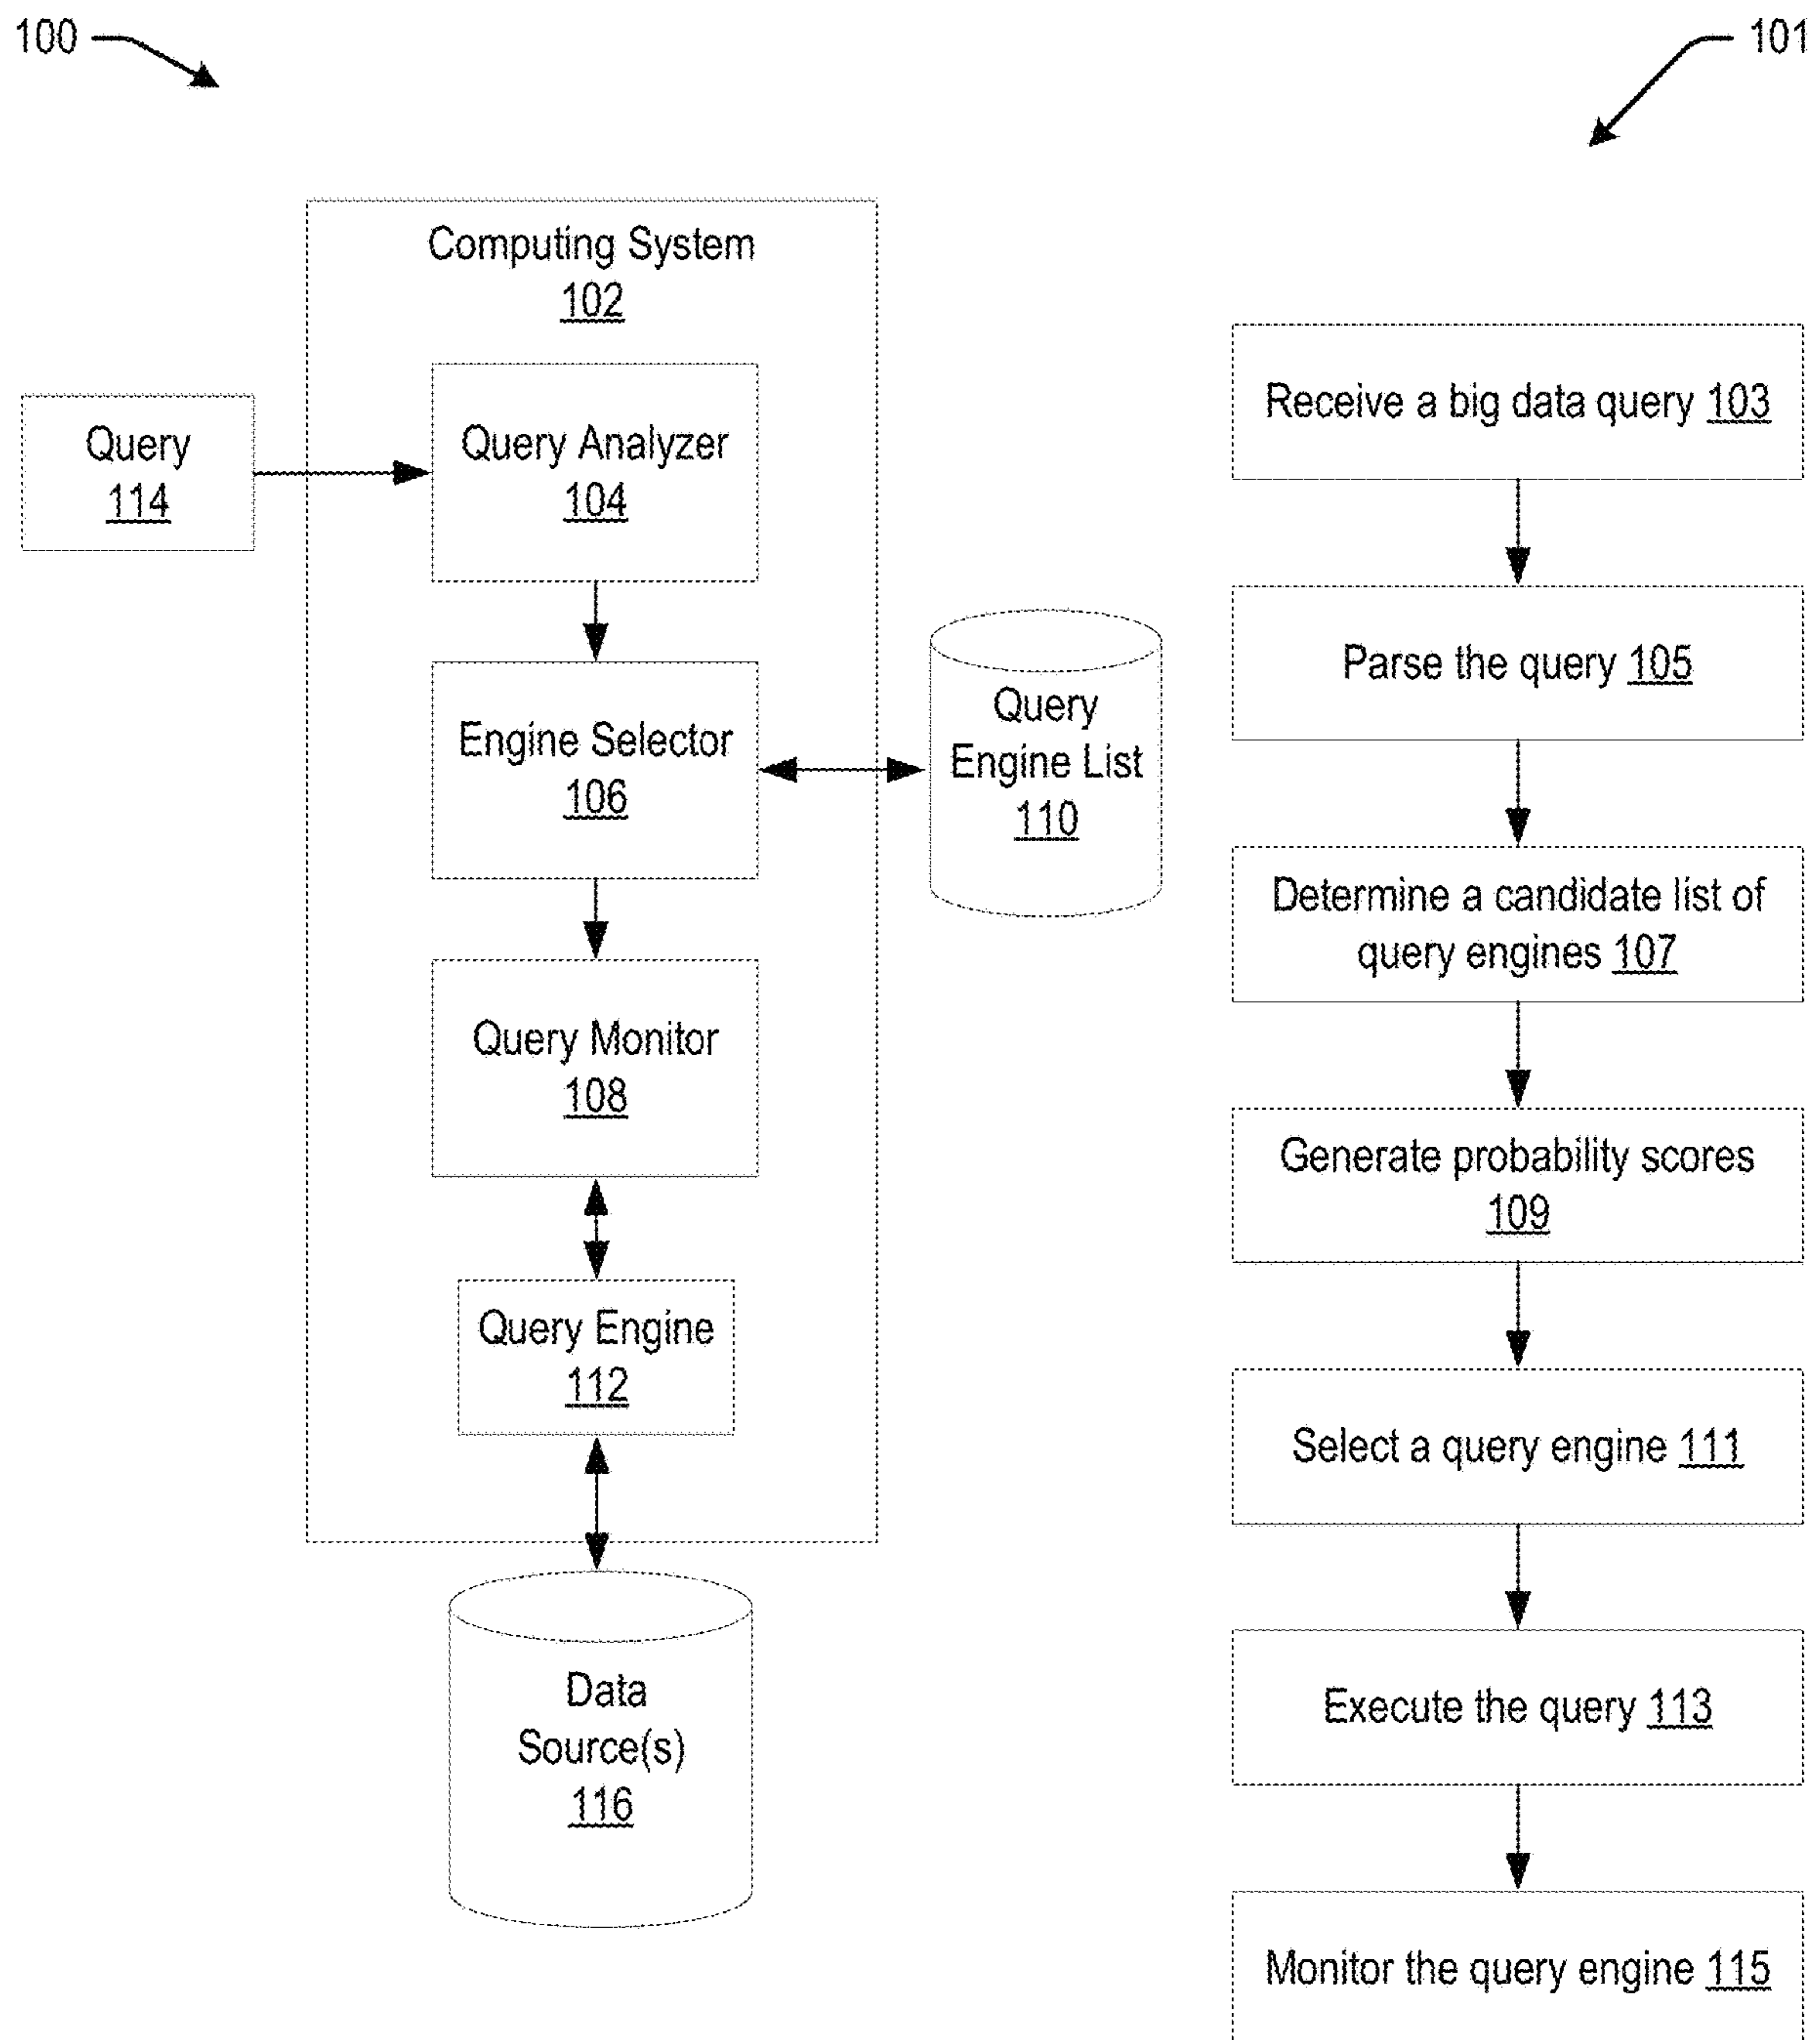 100
101
Computing System
102
Query
114
Query Analyzer
104
Engine Selector
106
Query
Engine List
110
Query Monitor
108
Query Engine
112
Data
Source(s)
116
Receive a big data query 103
Parse the query 105
Determine a candidate list of
query engines 107
Generate probability scores
109
Select a query engine 111
Execute the query 113
Monitor the query engine 115